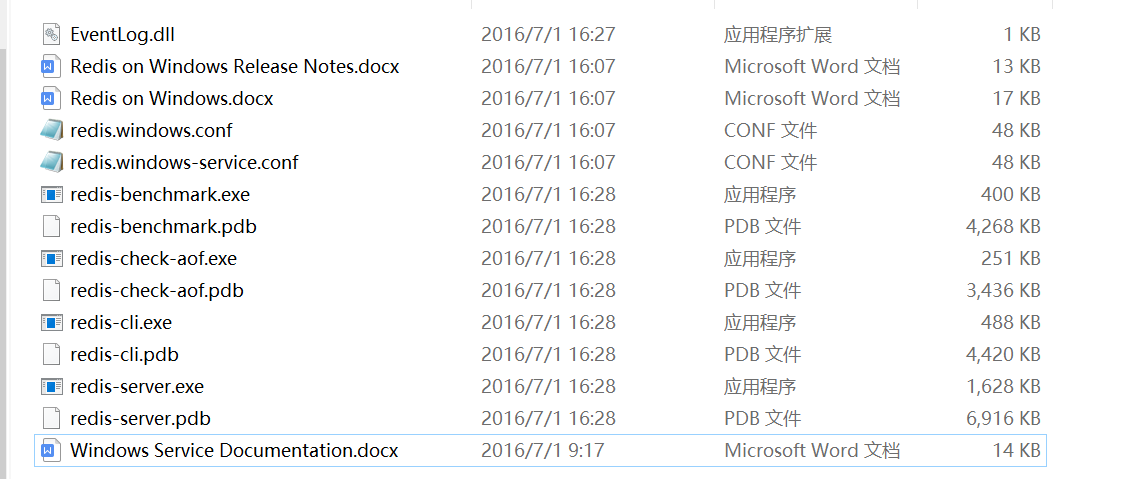 EventLog.dll 2016/7/1 16:27 应用程序扩展 1 KB
Redis on Windows Release Notes.docx 2016/7/1 16:07 Microsoft Word 文档 13 KB
Redis on Windows.docx 2016/7/1 16:07 Microsoft Word 文档 17 KB
redis.windows.conf 2016/7/1 16:07 CONF 文件 48 KB
redis.windows-service.conf 2016/7/1 16:07 CONF 文件 48 KB
redis-benchmark.exe 2016/7/1 16:28 应用程序 400 KB
redis-benchmark.pdb 2016/7/1 16:28 PDB 文件 4,268 KB
redis-check-aof.exe 2016/7/1 16:28 应用程序 251 KB
redis-check-aof.pdb 2016/7/1 16:28 PDB 文件 3,436 KB
redis-cli.exe 2016/7/1 16:28 应用程序 488 KB
redis-cli.pdb 2016/7/1 16:28 PDB 文件 4,420 KB
redis-server.exe 2016/7/1 16:28 应用程序 1,628 KB
redis-server.pdb 2016/7/1 16:28 PDB 文件 6,916 KB
Windows Service Documentation.docx 2016/7/1 9:17 Microsoft Word 文档 14 KB